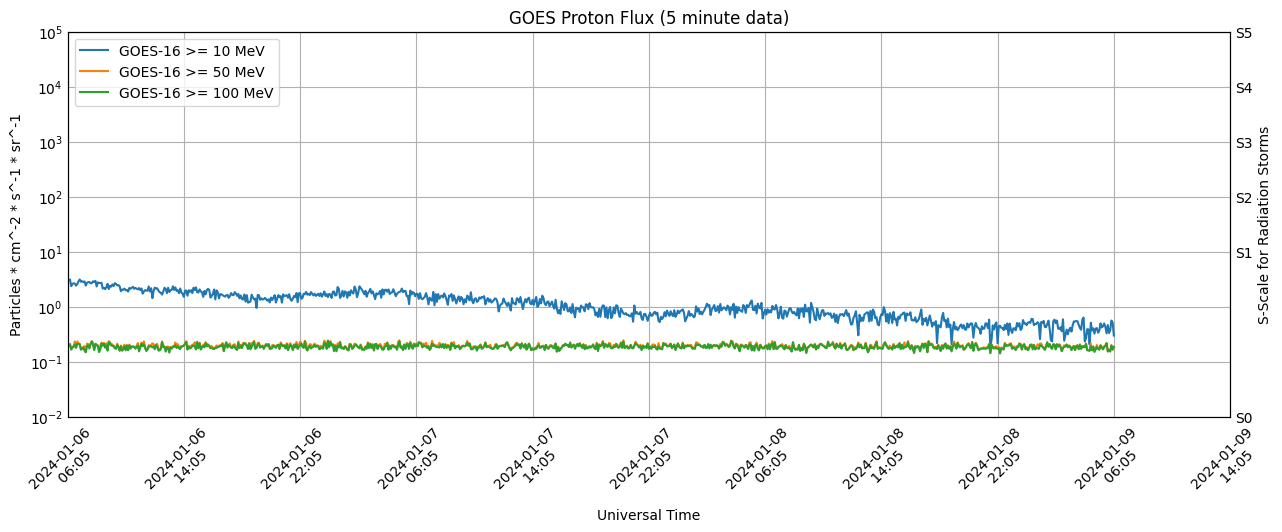 GOES Proton Flux (5 minute data)
GOES-16 >= 10 MeV
GOES-16 >= 50 MeV
GOES-16 >= 100 MeV
Particles * cm^-2 * s^-1 * sr^-1
10^5
10^4
10^3
10^2
10^1
10^0
10^-1
10^-2
S5
S4
S3
S2
S1
S0
S-Scale for Radiation Storms
2024-01-06
06:05
2024-01-06
14:05
2024-01-06
22:05
2024-01-07
06:05
2024-01-07
14:05
2024-01-07
22:05
2024-01-08
06:05
2024-01-08
14:05
2024-01-08
22:05
2024-01-09
06:05
2024-01-09
14:05
Universal Time